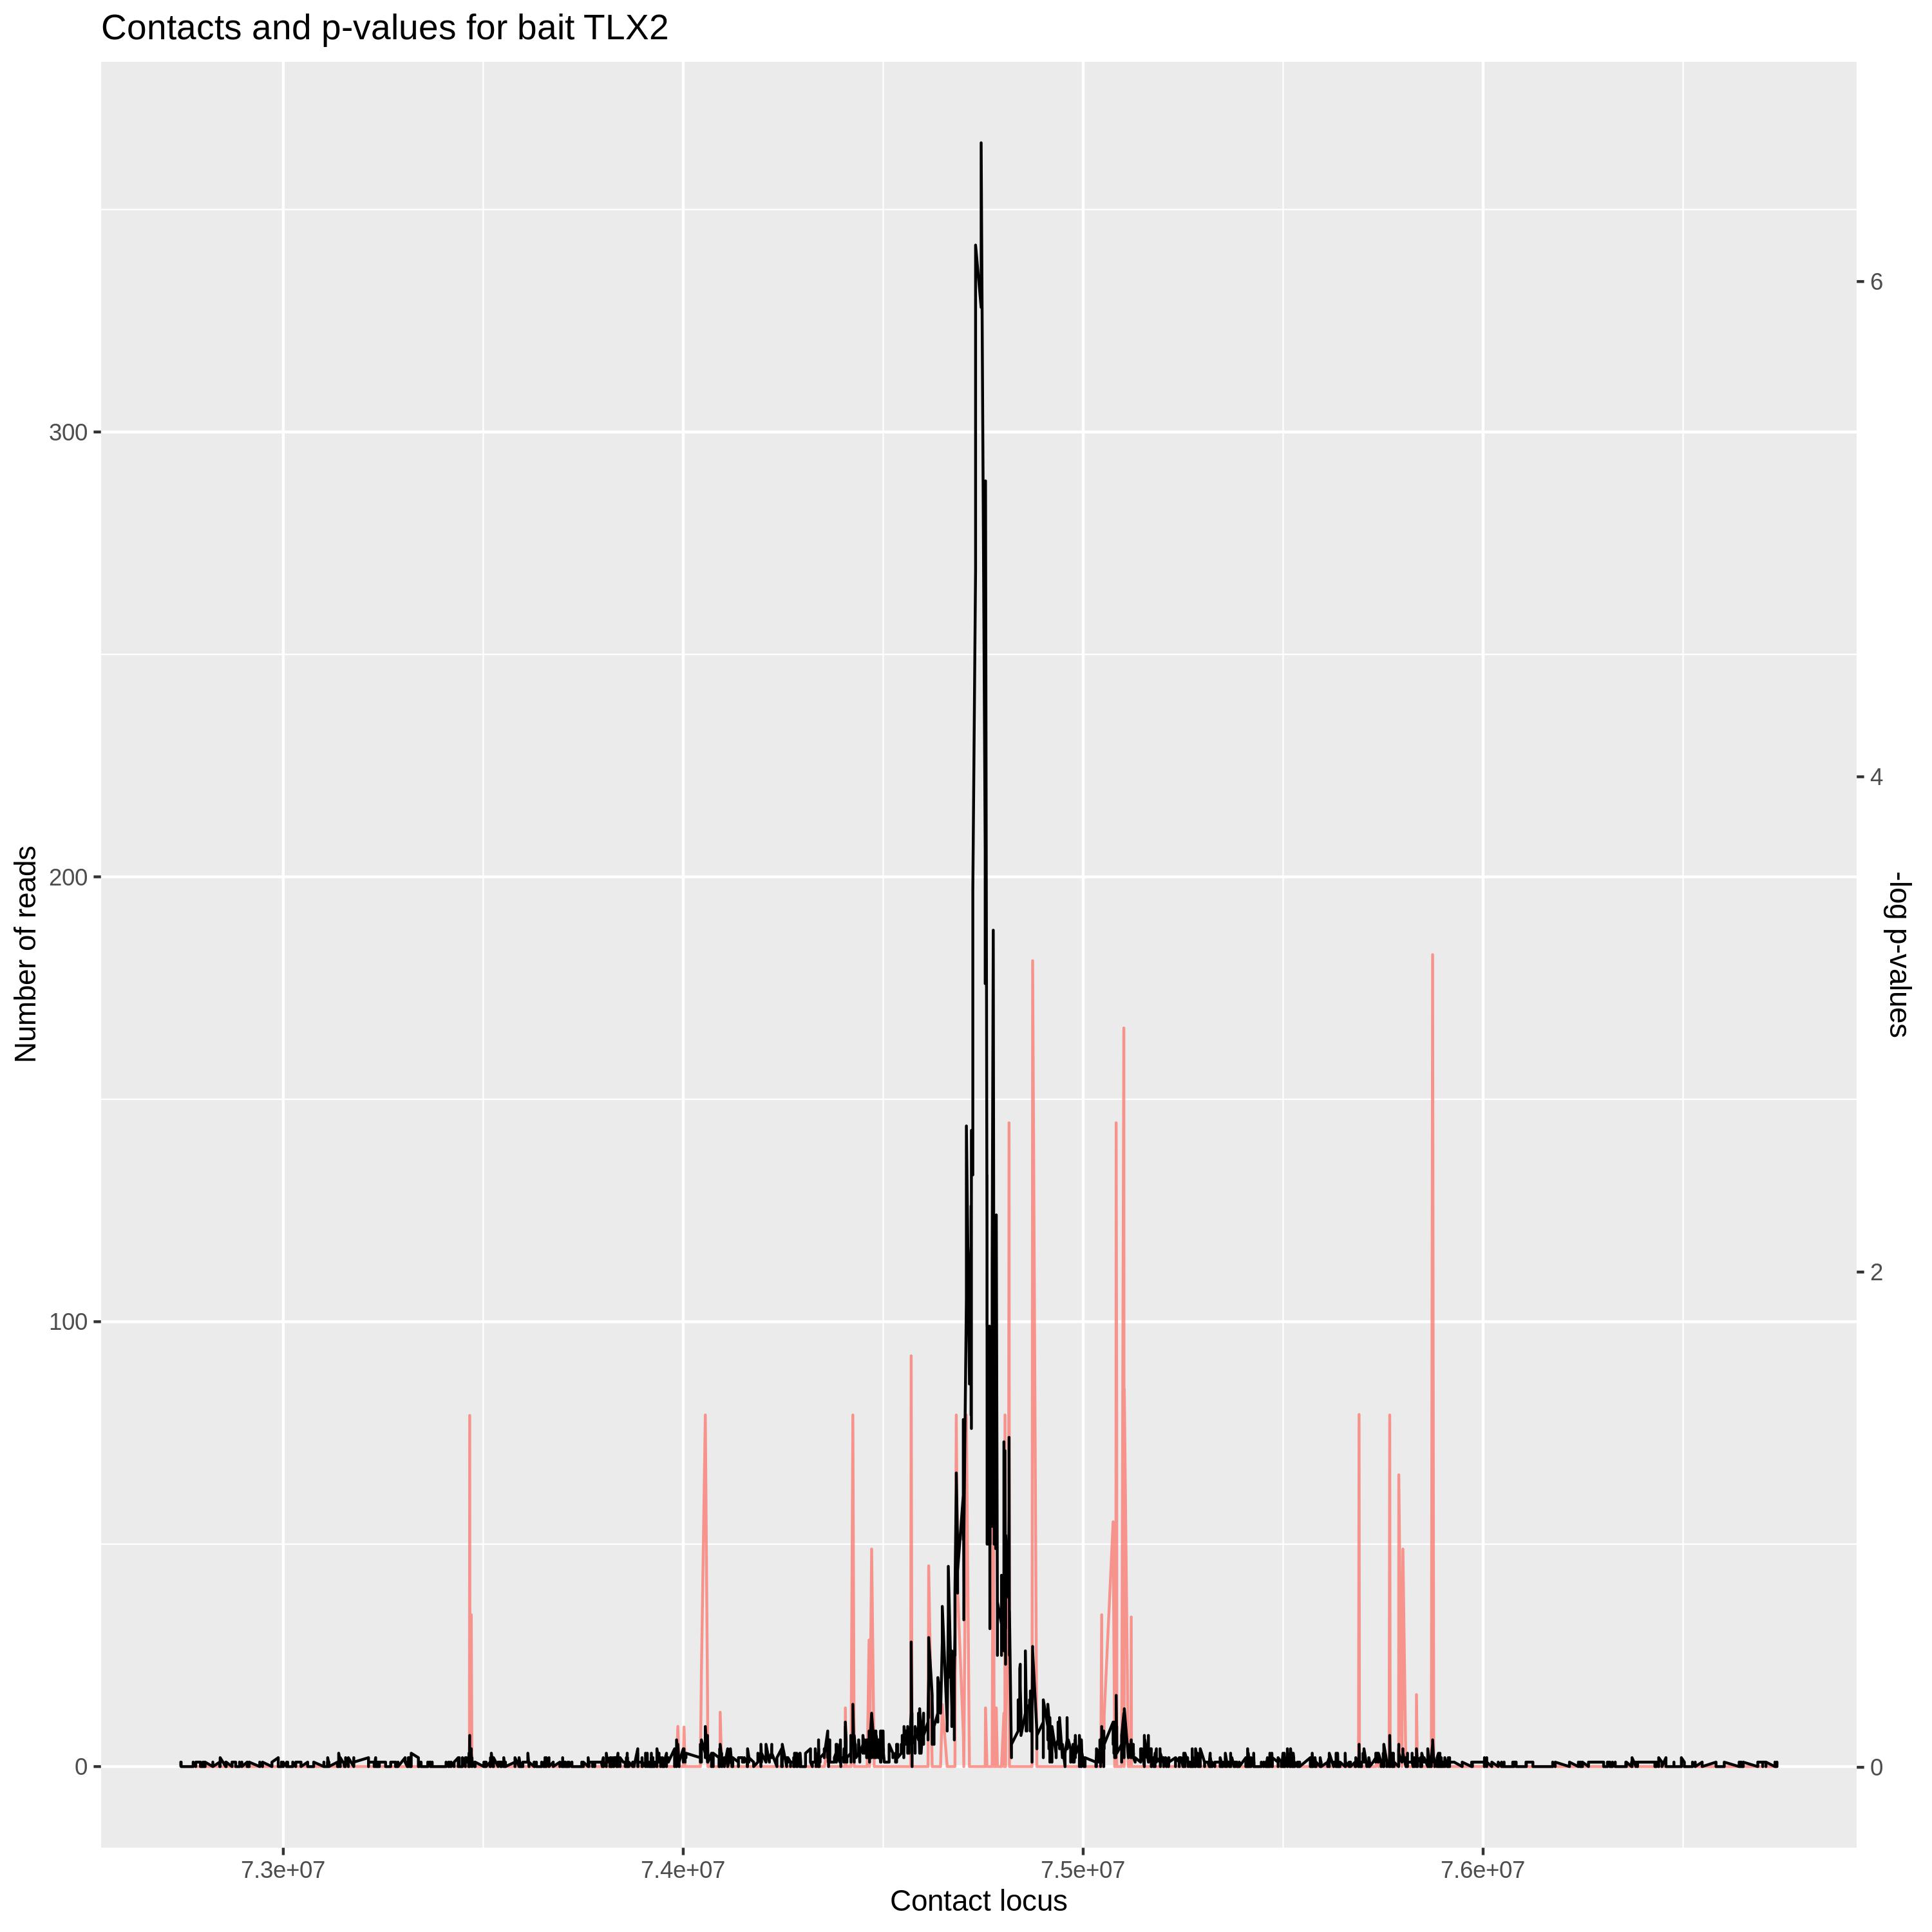 Contacts and p-values for bait TLX2
Number of reads
300
200
100
0
6
4
2
0
-log p-values
7.3e+07
7.4e+07
7.5e+07
7.6e+07
Contact locus